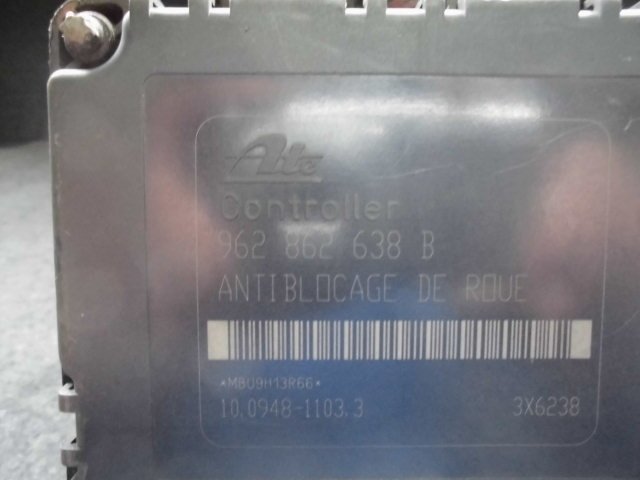 Ate
Controller
962 862 638 B
ANTIBLOCAGE DE ROUE
*MBU9H13R66*
10.0948-1103.3 3X6238